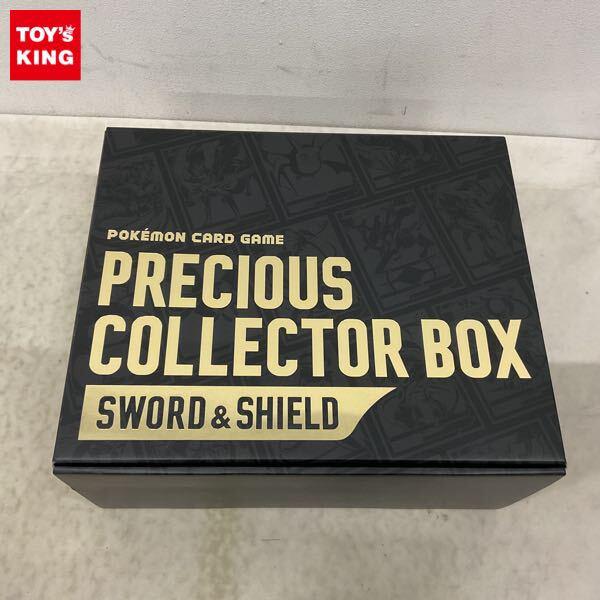 TOY's
KING
POKÉMON CARD GAME
PRECIOUS
COLLECTOR BOX
SWORD & SHIELD